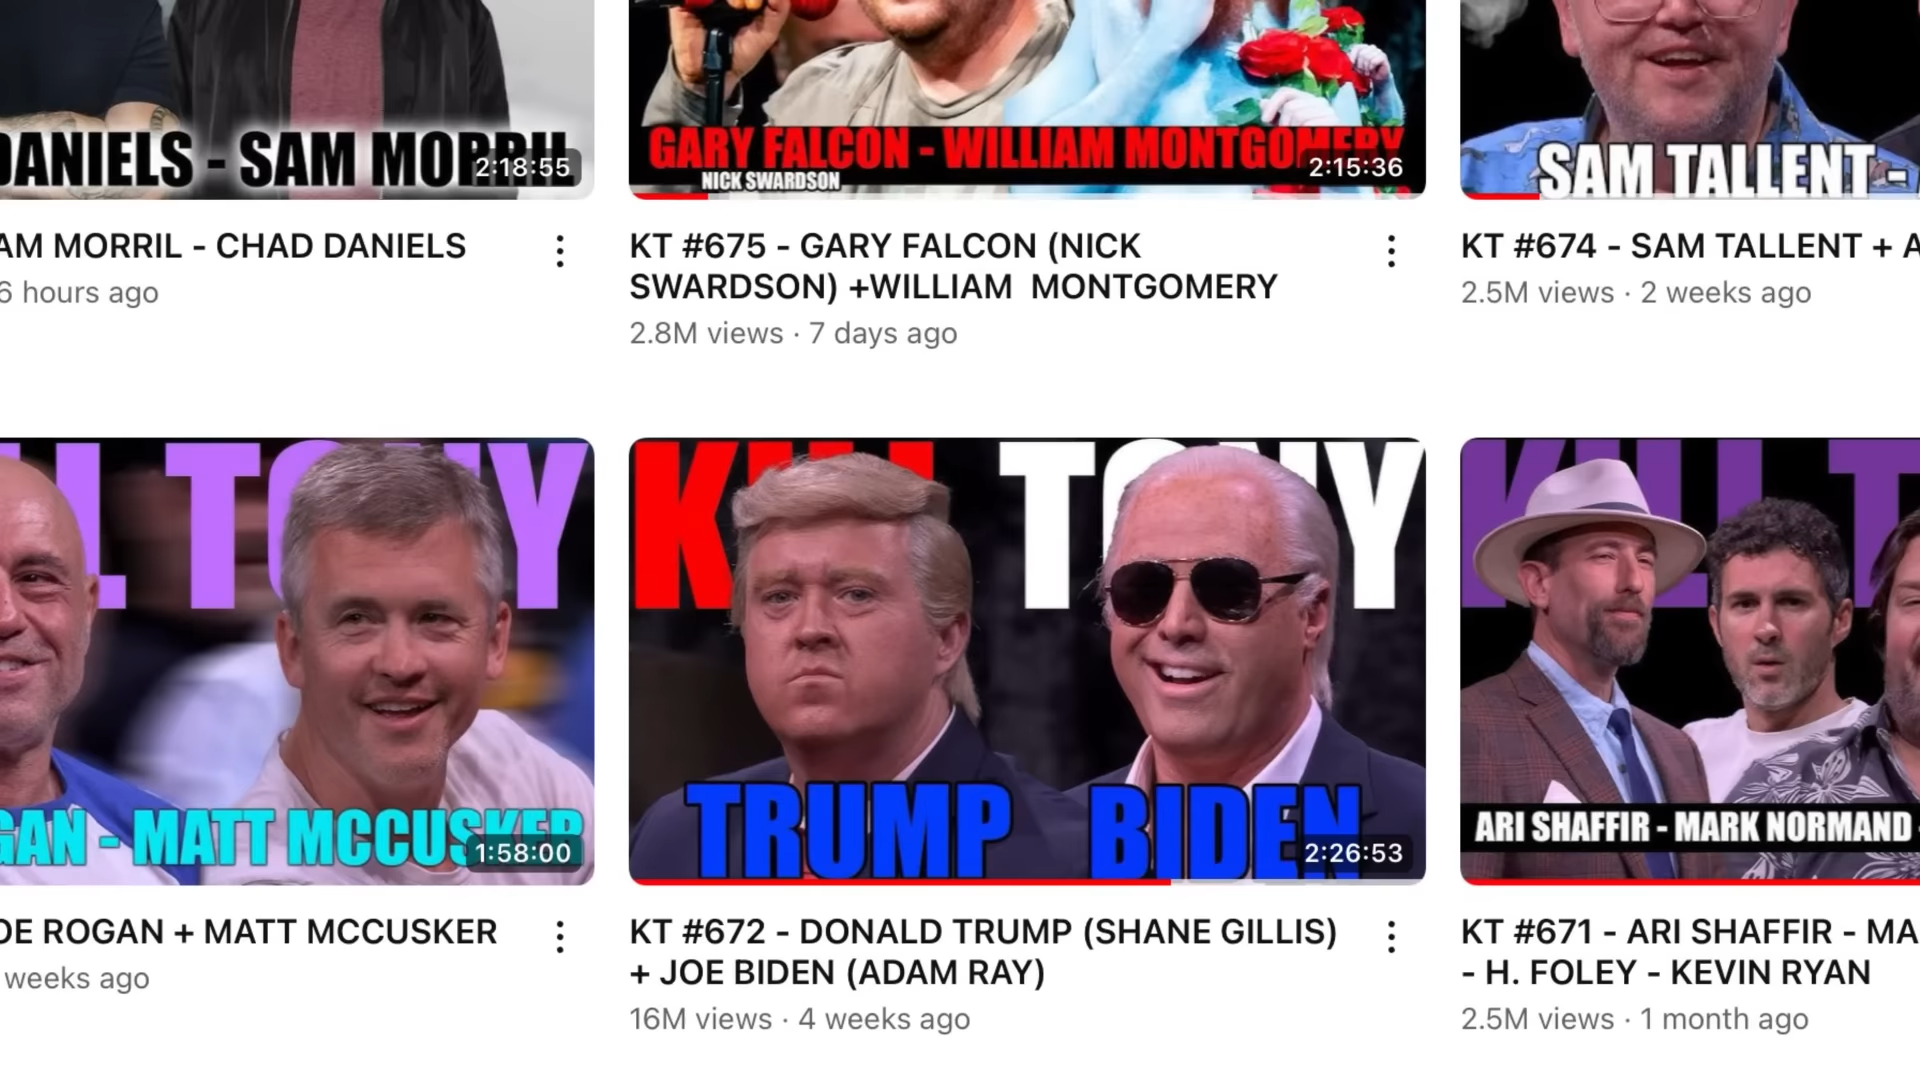 DANIELS - SAM MORRIL
2:18:55
GARY FALCON - WILLIAM MONTGOMERY
NICK SWARDSON
2:15:36
SAM TALLENT -
AM MORRIL - CHAD DANIELS
6 hours ago
KT #675 - GARY FALCON (NICK
SWARDSON) +WILLIAM MONTGOMERY
2.8M views · 7 days ago
KT #674 - SAM TALLENT + A
2.5M views · 2 weeks ago
LL TONY
KILL TONY
KILL T
GAN - MATT MCCUSKER
1:58:00
TRUMP BIDEN
2:26:53
ARI SHAFFIR - MARK NORMAND -
OE ROGAN + MATT MCCUSKER
weeks ago
KT #672 - DONALD TRUMP (SHANE GILLIS)
+ JOE BIDEN (ADAM RAY)
16M views · 4 weeks ago
KT #671 - ARI SHAFFIR - MA
- H. FOLEY - KEVIN RYAN
2.5M views · 1 month ago